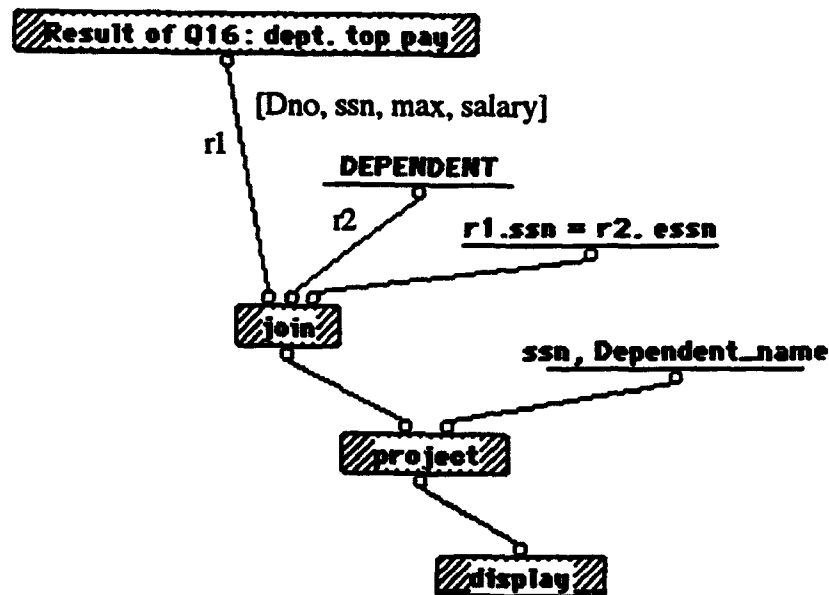 Result of Q16: dept. top pay
[Dno, ssn, max, salary]
r1
DEPENDENT
r2
r1.ssn = r2. essn
join
ssn, Dependent_name
project
display